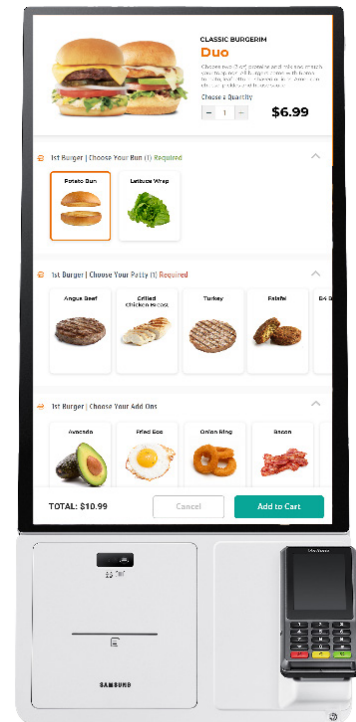 CLASSIC BURGERIM
Duo
Choose a Quantity
- 1 +
$6.99
1st Burger | Choose Your Bun (1) Required
Potato Bun
Lettuce Wrap
1st Burger | Choose Your Patty (1) Required
Angus Beef
Grilled
Chicken Breast
Turkey
Falafel
1st Burger | Choose Your Add Ons
Avocado
Fried Egg
Onion Ring
Bacon
TOTAL: $10.99
Cancel
Add to Cart
SAMSUNG